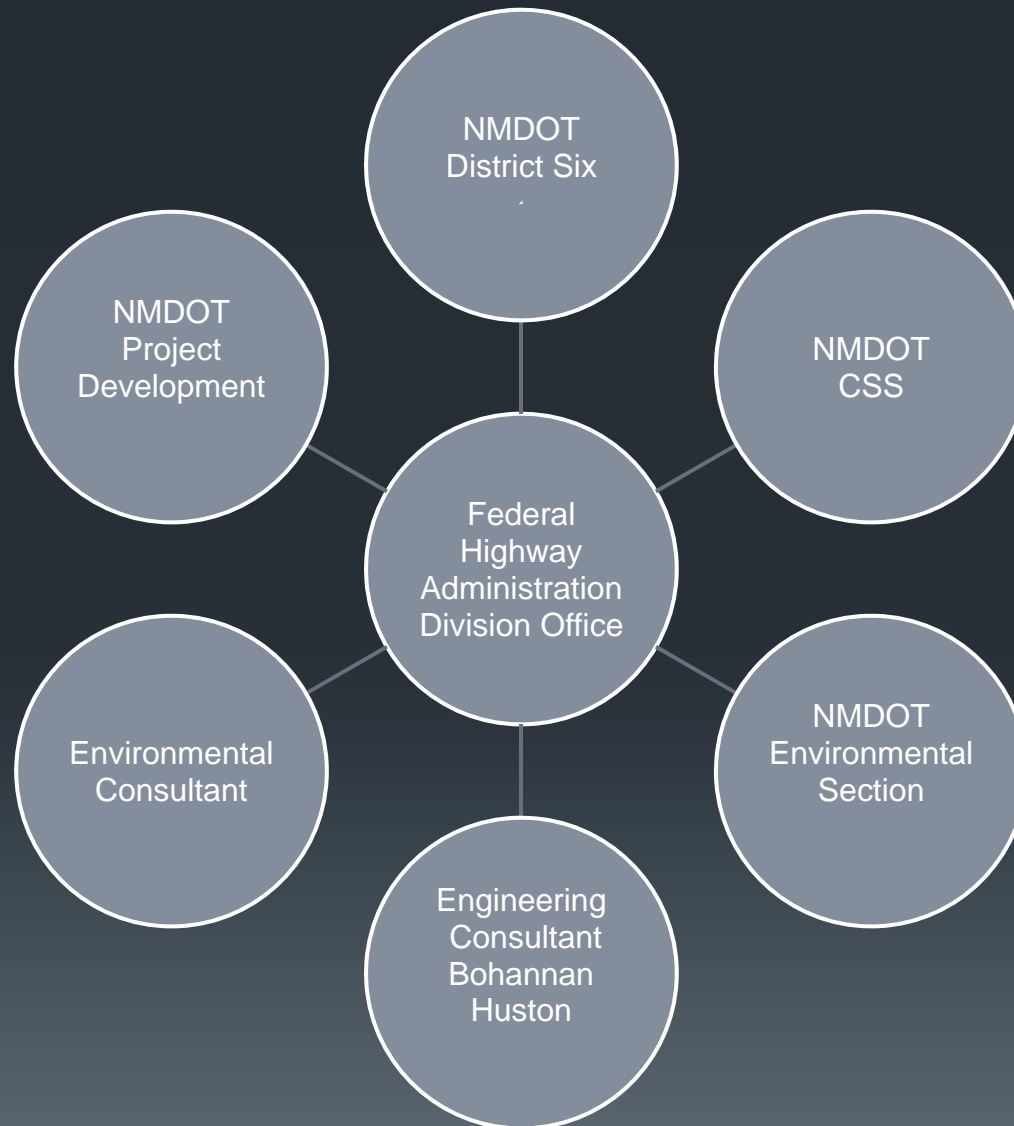 NMDOT
District Six
NMDOT
Project
Development
NMDOT
CSS
Federal
Highway
Administration
Division Office
Environmental
Consultant
NMDOT
Environmental
Section
Engineering
Consultant
Bohannan
Huston